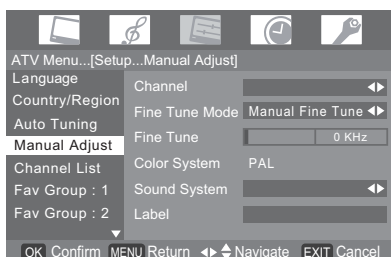 ATV Menu...[Setup...Manual Adjust]
Language
Country/Region
Auto Tuning
Manual Adjust
Channel List
Fav Group : 1
Fav Group : 2
Channel
Fine Tune Mode Manual Fine Tune
Fine Tune 0 KHz
Color System PAL
Sound System
Label
OK Confirm MENU Return Navigate EXIT Cancel